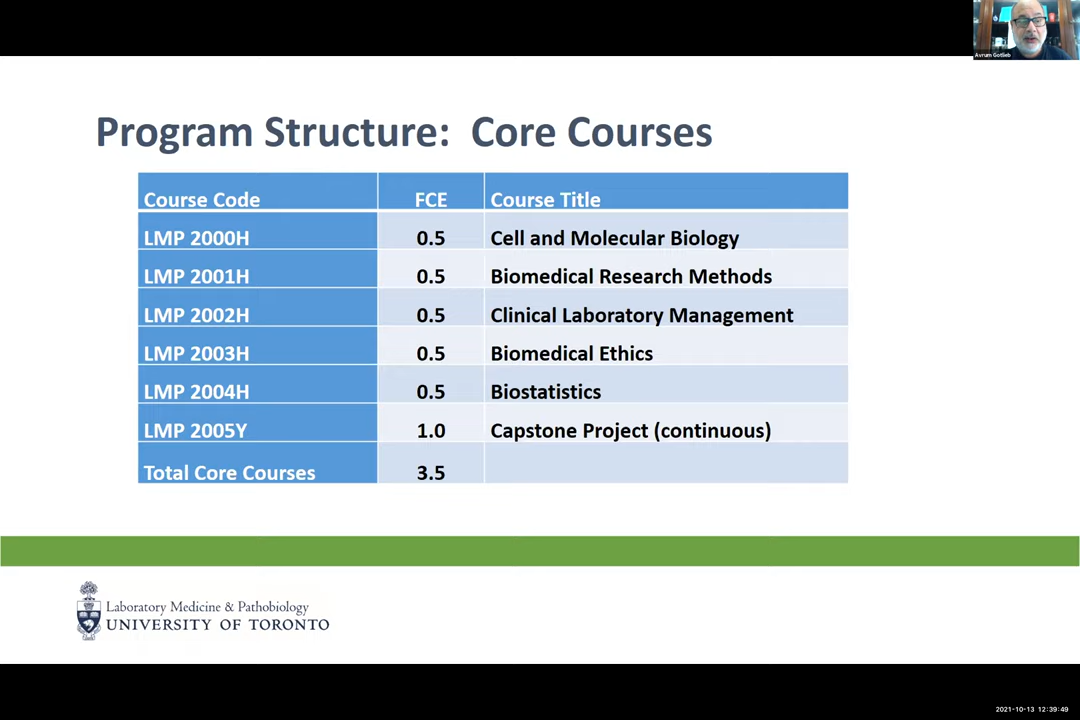 Avrum Gotlieb
Program Structure:  Core Courses
Course Code FCE Course Title
LMP 2000H 0.5 Cell and Molecular Biology
LMP 2001H 0.5 Biomedical Research Methods
LMP 2002H 0.5 Clinical Laboratory Management
LMP 2003H 0.5 Biomedical Ethics
LMP 2004H 0.5 Biostatistics
LMP 2005Y 1.0 Capstone Project (continuous)
Total Core Courses 3.5
Laboratory Medicine & Pathobiology
UNIVERSITY OF TORONTO
2021-10-13 12:39:49